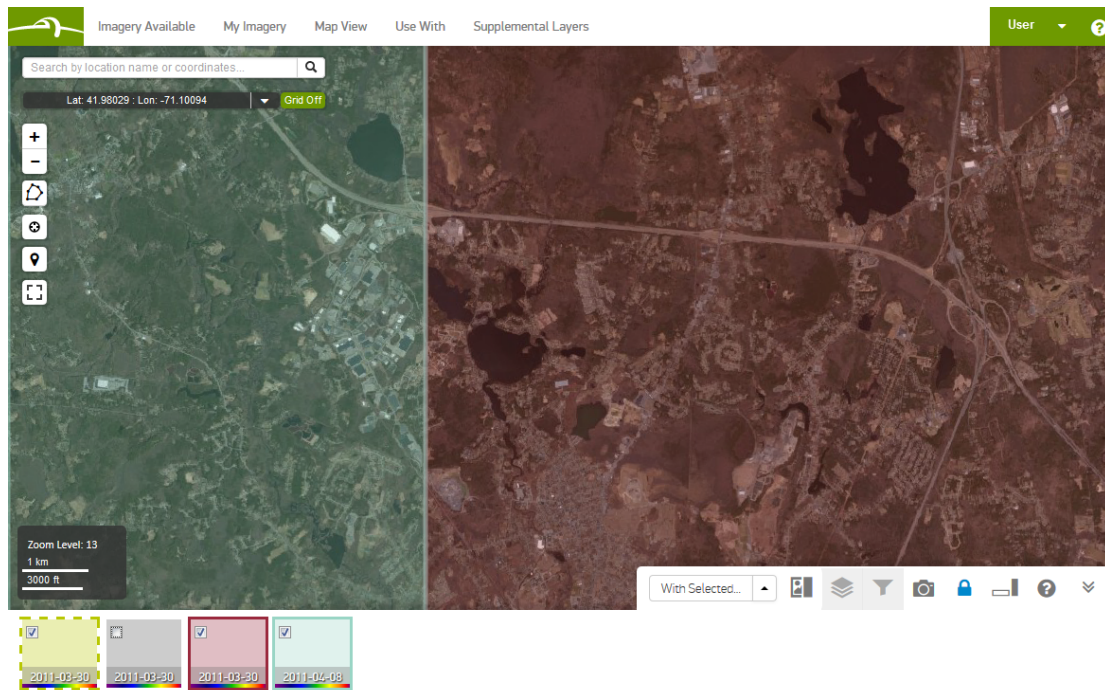 Imagery Available My Imagery Map View Use With Supplemental Layers User ?
Search by location name or coordinates...
Lat: 41.98029 : Lon: -71.10094 Grid Off
+
−
Zoom Level: 13
1 km
3000 ft
With Selected... ?
2011-03-30 2011-03-30 2011-03-30 2011-04-08